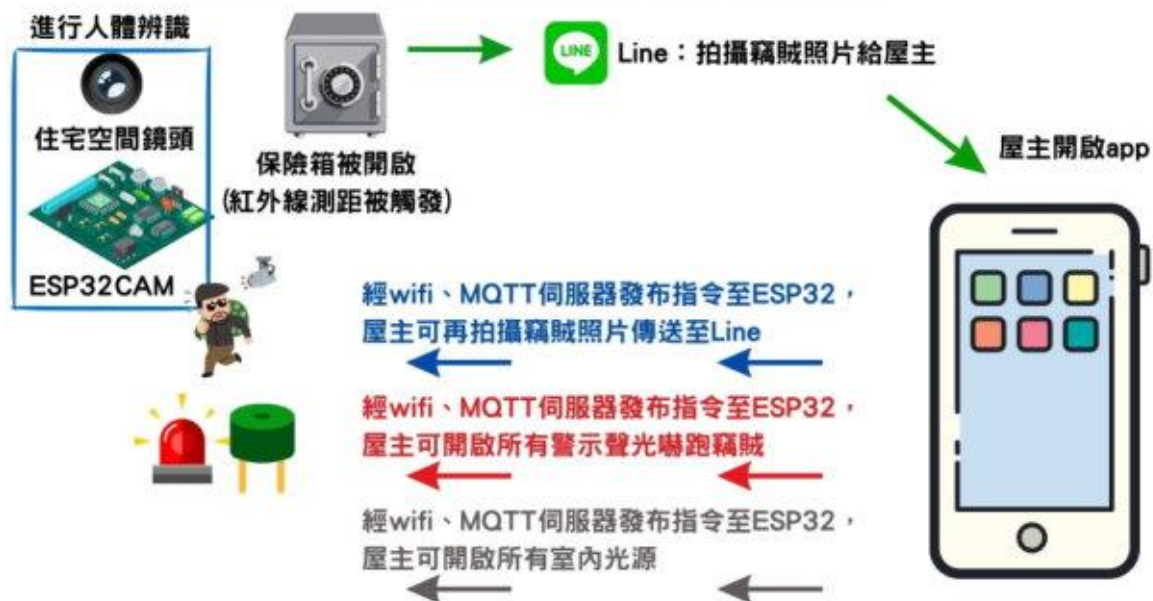 進行人體辨識
住宅空間鏡頭
ESP32CAM
保險箱被開啟
(紅外線測距被觸發)
LINE
Line：拍攝竊賊照片給屋主
屋主開啟app
經wifi、MQTT伺服器發布指令至ESP32，
屋主可再拍攝竊賊照片傳送至Line
經wifi、MQTT伺服器發布指令至ESP32，
屋主可開啟所有警示聲光嚇跑竊賊
經wifi、MQTT伺服器發布指令至ESP32，
屋主可開啟所有室內光源